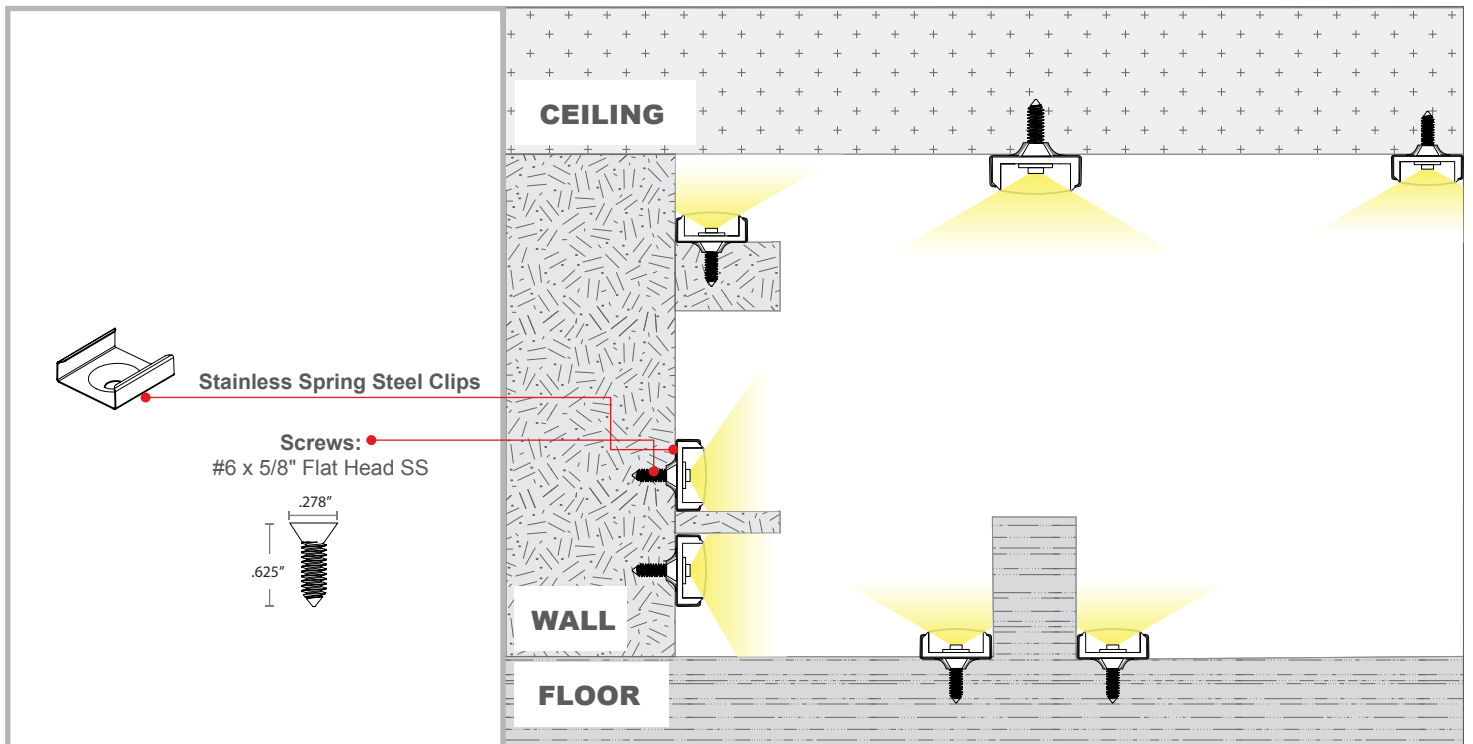 CEILING
Stainless Spring Steel Clips
Screws:
#6 x 5/8" Flat Head SS
.278”
.625”
WALL
FLOOR